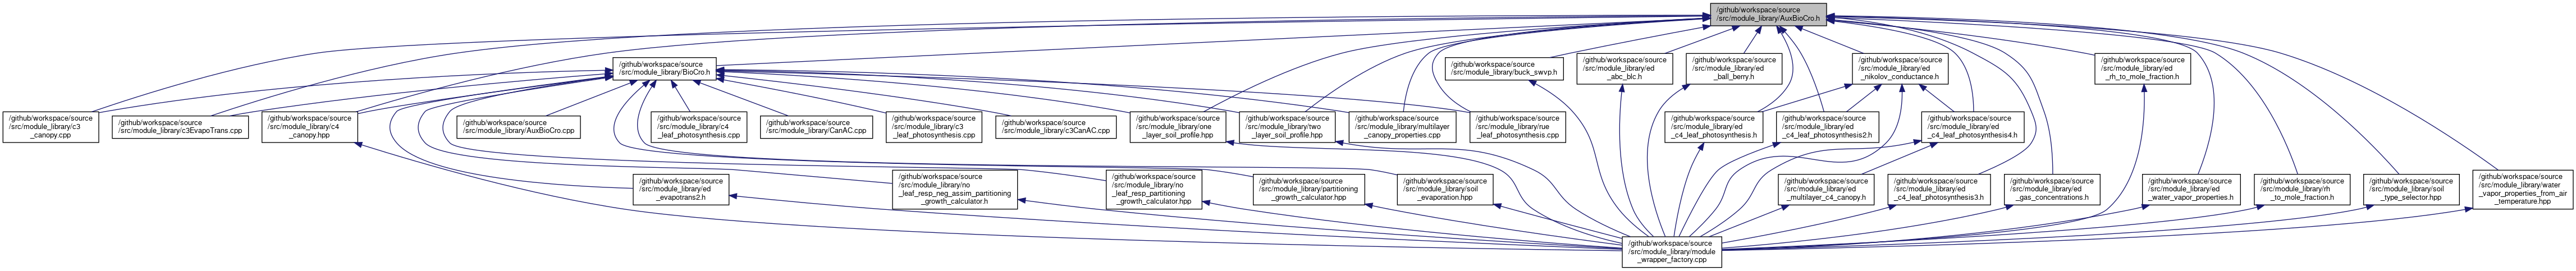 /github/workspace/source
/src/module_library/AuxBioCro.h
/github/workspace/source
/src/module_library/BioCro.h
/github/workspace/source
/src/module_library/buck_swvp.h
/github/workspace/source
/src/module_library/ed
_abc_blc.h
/github/workspace/source
/src/module_library/ed
_ball_berry.h
/github/workspace/source
/src/module_library/ed
_nikolov_conductance.h
/github/workspace/source
/src/module_library/ed
_rh_to_mole_fraction.h
/github/workspace/source
/src/module_library/c3
_canopy.cpp
/github/workspace/source
/src/module_library/c3EvapoTrans.cpp
/github/workspace/source
/src/module_library/c4
_canopy.hpp
/github/workspace/source
/src/module_library/AuxBioCro.cpp
/github/workspace/source
/src/module_library/c4
_leaf_photosynthesis.cpp
/github/workspace/source
/src/module_library/CanAC.cpp
/github/workspace/source
/src/module_library/c3
_leaf_photosynthesis.cpp
/github/workspace/source
/src/module_library/c3CanAC.cpp
/github/workspace/source
/src/module_library/one
_layer_soil_profile.hpp
/github/workspace/source
/src/module_library/two
_layer_soil_profile.hpp
/github/workspace/source
/src/module_library/multilayer
_canopy_properties.cpp
/github/workspace/source
/src/module_library/rue
_leaf_photosynthesis.cpp
/github/workspace/source
/src/module_library/ed
_c4_leaf_photosynthesis.h
/github/workspace/source
/src/module_library/ed
_c4_leaf_photosynthesis2.h
/github/workspace/source
/src/module_library/ed
_c4_leaf_photosynthesis4.h
/github/workspace/source
/src/module_library/ed
_evapotrans2.h
/github/workspace/source
/src/module_library/no
_leaf_resp_neg_assim_partitioning
_growth_calculator.h
/github/workspace/source
/src/module_library/no
_leaf_resp_partitioning
_growth_calculator.hpp
/github/workspace/source
/src/module_library/partitioning
_growth_calculator.hpp
/github/workspace/source
/src/module_library/soil
_evaporation.hpp
/github/workspace/source
/src/module_library/ed
_multilayer_c4_canopy.h
/github/workspace/source
/src/module_library/ed
_c4_leaf_photosynthesis3.h
/github/workspace/source
/src/module_library/ed
_gas_concentrations.h
/github/workspace/source
/src/module_library/ed
_water_vapor_properties.h
/github/workspace/source
/src/module_library/rh
_to_mole_fraction.h
/github/workspace/source
/src/module_library/soil
_type_selector.hpp
/github/workspace/source
/src/module_library/water
_vapor_properties_from_air
_temperature.hpp
/github/workspace/source
/src/module_library/module
_wrapper_factory.cpp